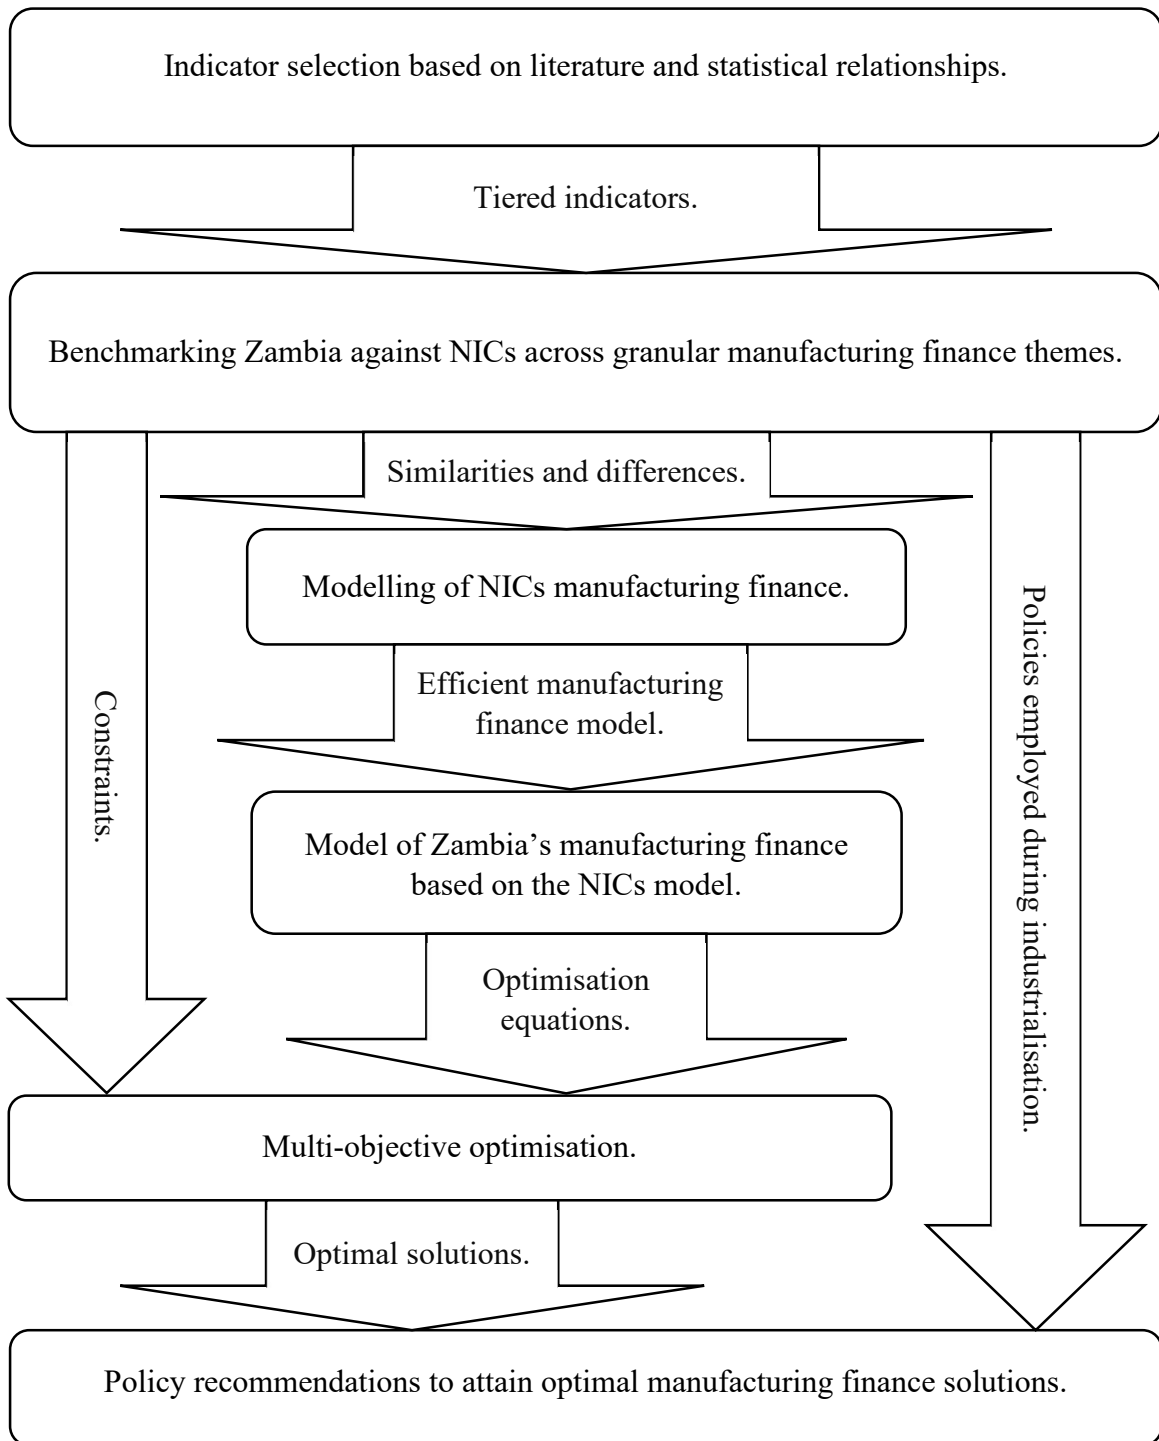 Indicator selection based on literature and statistical relationships.
Tiered indicators.
Benchmarking Zambia against NICs across granular manufacturing finance themes.
Similarities and differences.
Modelling of NICs manufacturing finance.
Efficient manufacturing
finance model.
Constraints.
Policies employed during industrialisation.
Model of Zambia’s manufacturing finance
based on the NICs model.
Optimisation
equations.
Multi-objective optimisation.
Optimal solutions.
Policy recommendations to attain optimal manufacturing finance solutions.